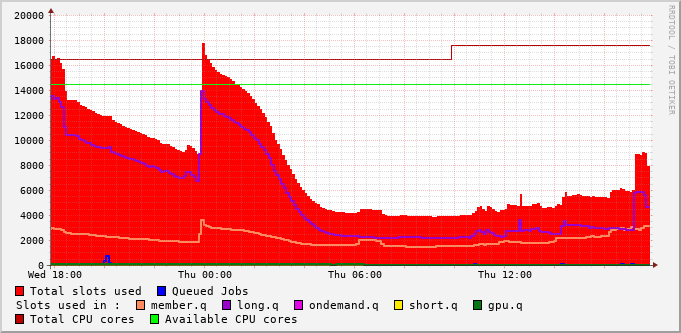 20000
18000
16000
14000
12000
10000
8000
6000
4000
2000
0
Wed 18:00 Thu 00:00 Thu 06:00 Thu 12:00
Total slots used Queued Jobs
Slots used in : member.q long.q ondemand.q short.q gpu.q
Total CPU cores Available CPU cores
RRDTOOL / TOBI OETIKER